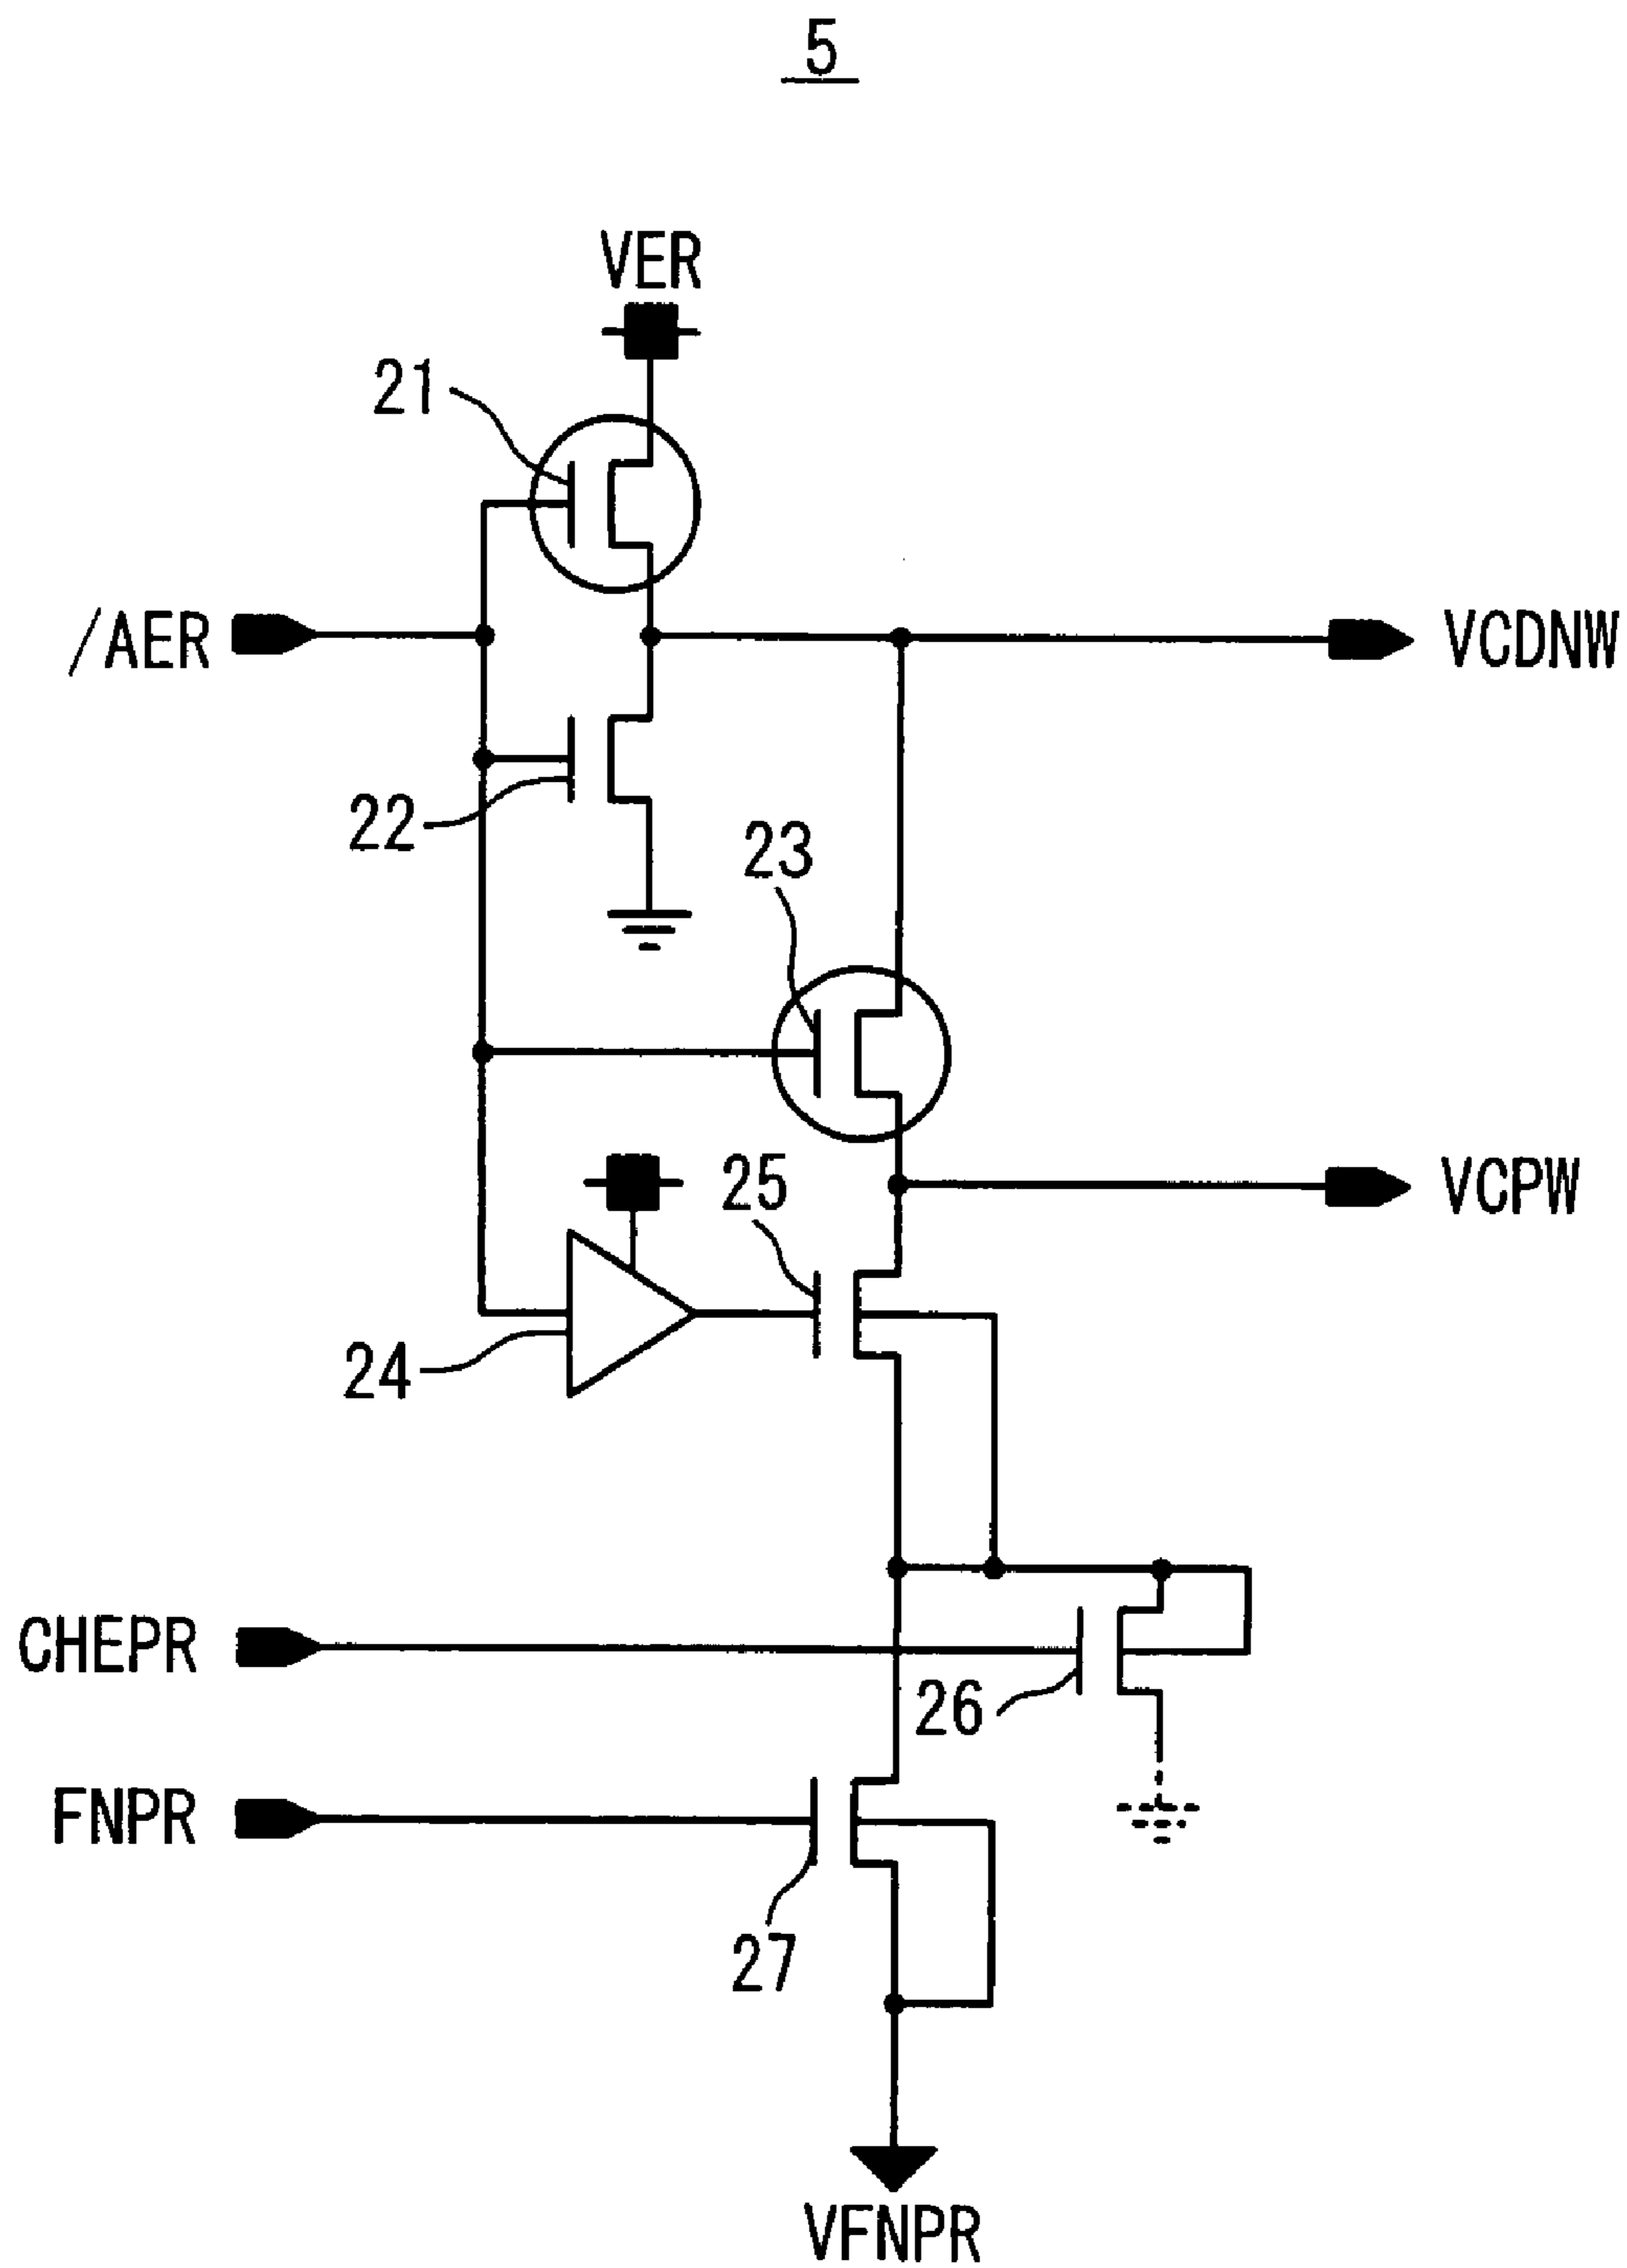 5
VER
21
/AER
VCDNW
22
23
25
VCPW
24
CHEPR
26
FNPR
27
VFNPR